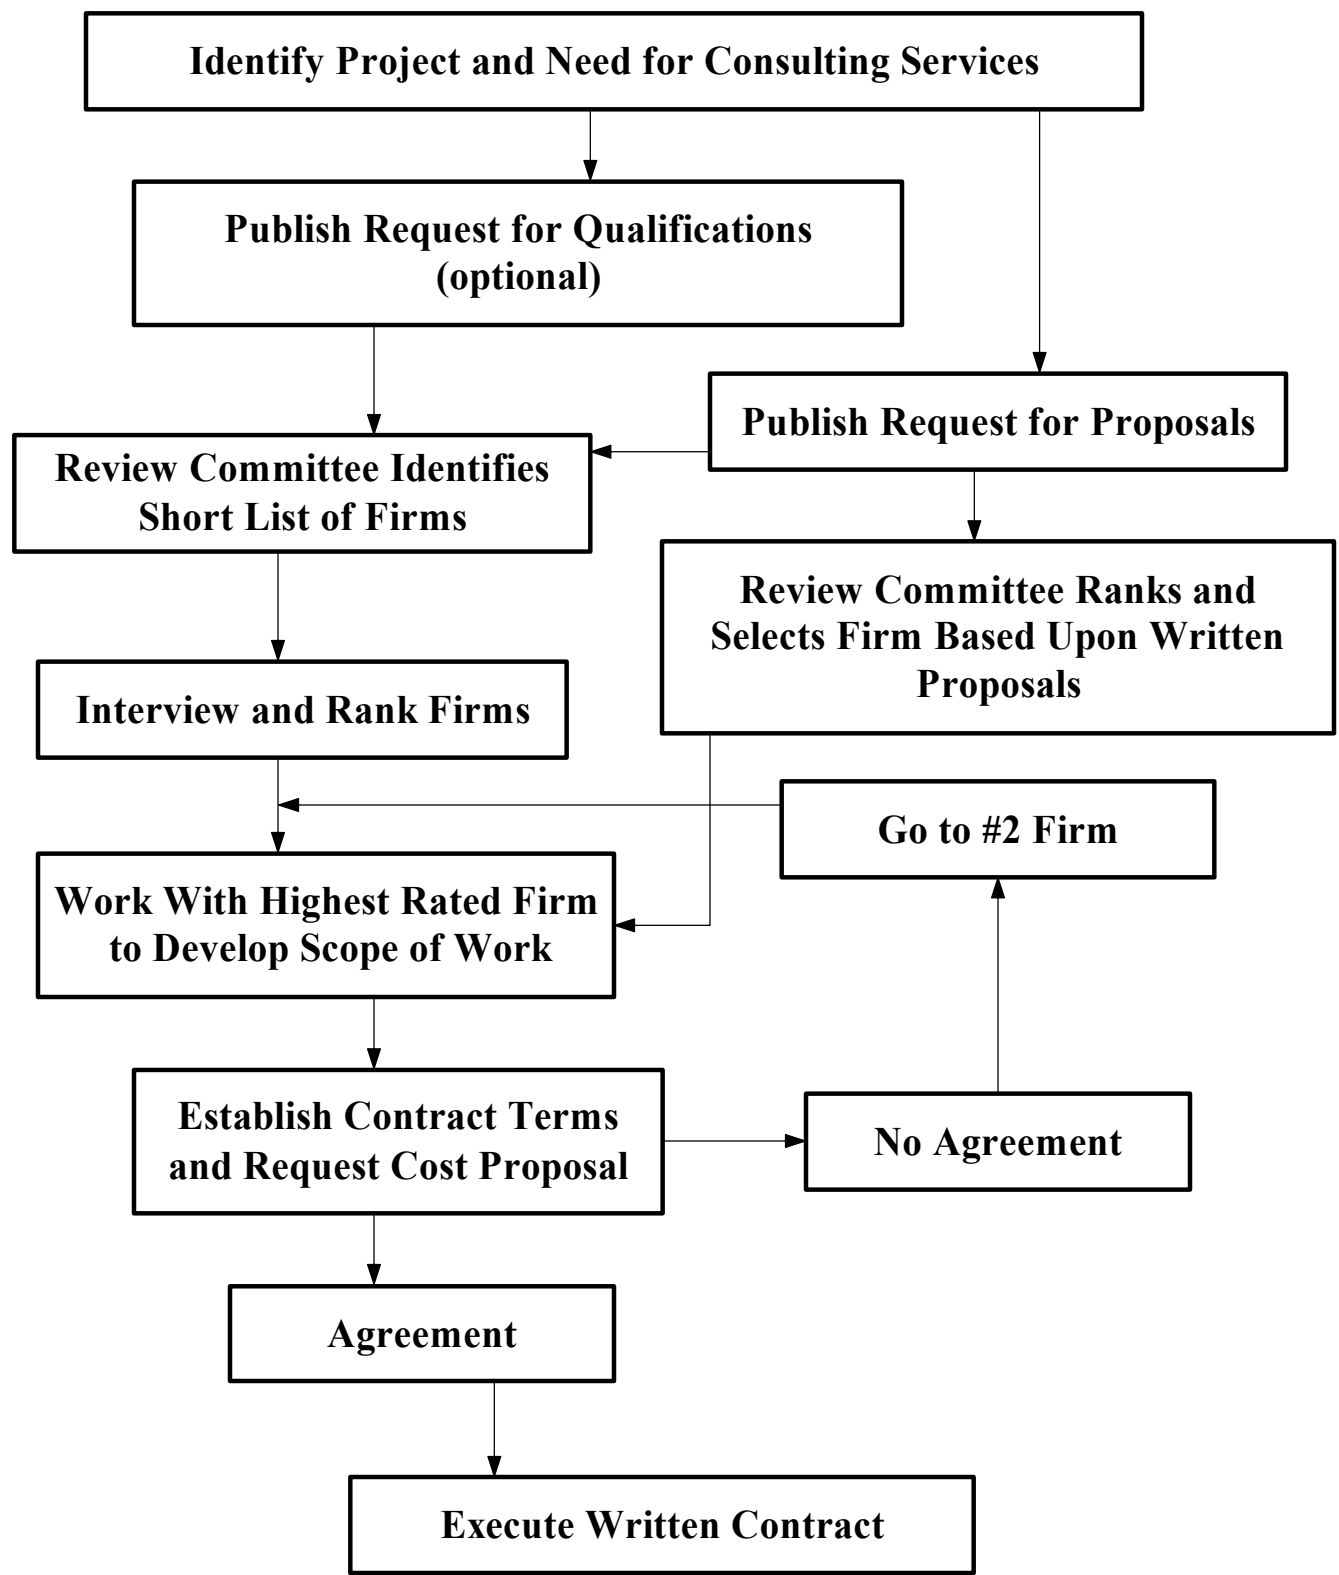 Identify Project and Need for Consulting Services
Publish Request for Qualifications
(optional)
Publish Request for Proposals
Review Committee Identifies
Short List of Firms
Review Committee Ranks and
Selects Firm Based Upon Written
Proposals
Interview and Rank Firms
Go to #2 Firm
Work With Highest Rated Firm
to Develop Scope of Work
Establish Contract Terms
and Request Cost Proposal
No Agreement
Agreement
Execute Written Contract